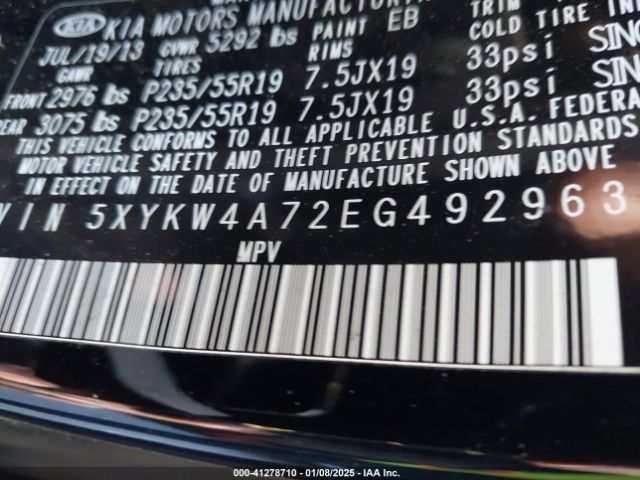 KIA KIA MOTORS MANUFACTUR
TRIM
JUL/19/13 GVWR 5292 lbs PAINT EB COLD TIRE IN
GAWR TIRES RIMS
FRONT 2976 lbs P235/55R19 7.5JX19 33psi SING
REAR 3075 lbs P235/55R19 7.5JX19 33psi SIN
THIS VEHICLE CONFORMS TO ALL APPLICABLE U.S.A. FEDERA
MOTOR VEHICLE SAFETY AND THEFT PREVENTION STANDARDS
IN EFFECT ON THE DATE OF MANUFACTURE SHOWN ABOVE
VIN 5XYKW4A72EG492963
MPV
000-41278710 — 01/08/2025 — IAA Inc.